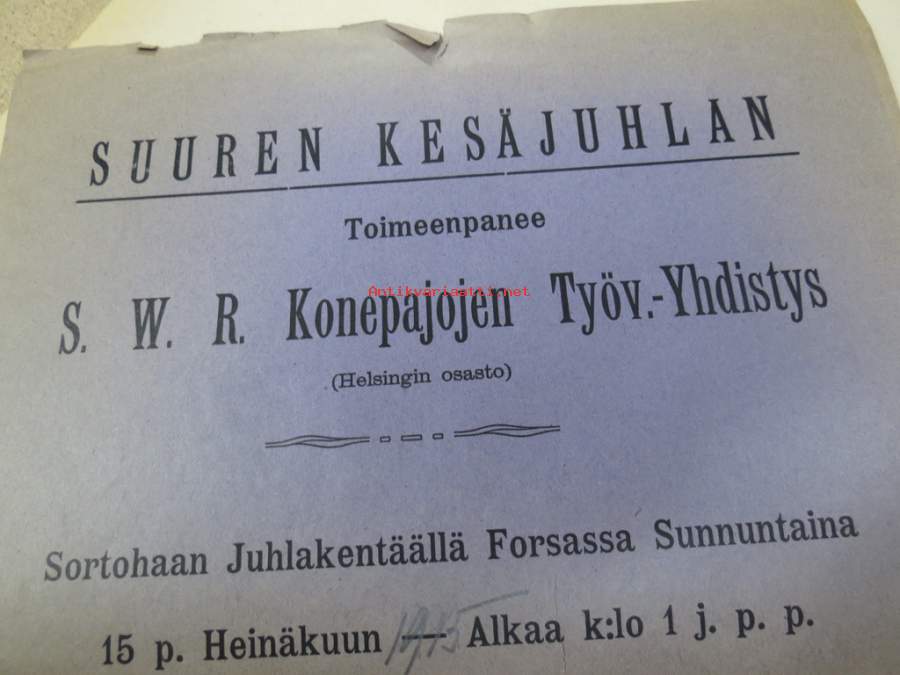 SUUREN KESÄJUHLAN
Toimeenpanee
Antikvariaatti.net
S. W. R. Konepajojen Työv.-Yhdistys
(Helsingin osasto)
Sortohaan Juhlakentäällä Forsassa Sunnuntaina
15 p. Heinäkuun — 1915 Alkaa k:lo 1 j. p. p.